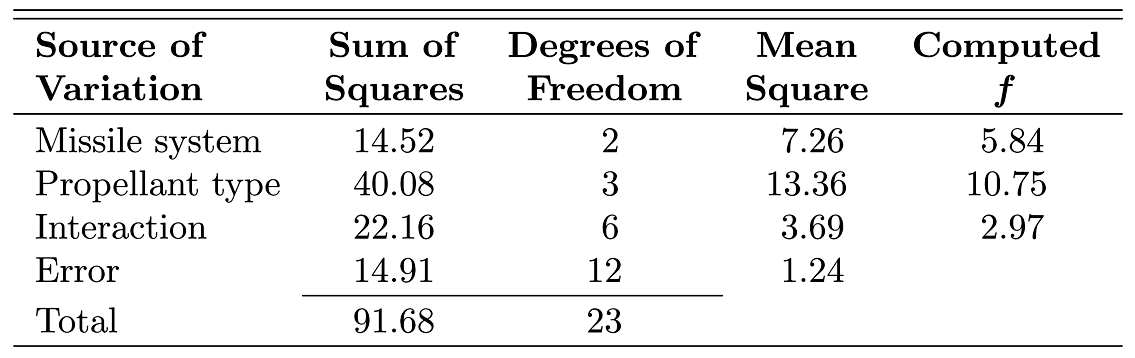 Source of Sum of Degrees of Mean Computed
Variation Squares Freedom Square f
Missile system 14.52 2 7.26 5.84
Propellant type 40.08 3 13.36 10.75
Interaction 22.16 6 3.69 2.97
Error 14.91 12 1.24
Total 91.68 23